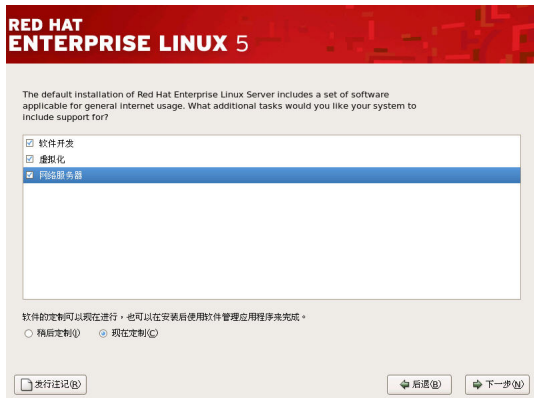 RED HAT
ENTERPRISE LINUX 5
The default installation of Red Hat Enterprise Linux Server includes a set of software
applicable for general internet usage. What additional tasks would you like your system to
include support for?
软件开发
虚拟化
网络服务器
软件的定制可以现在进行，也可以在安装后使用软件管理应用程序来完成。
稍后定制(l) 现在定制(C)
发行注记(R) 后退(B) 下一步(N)